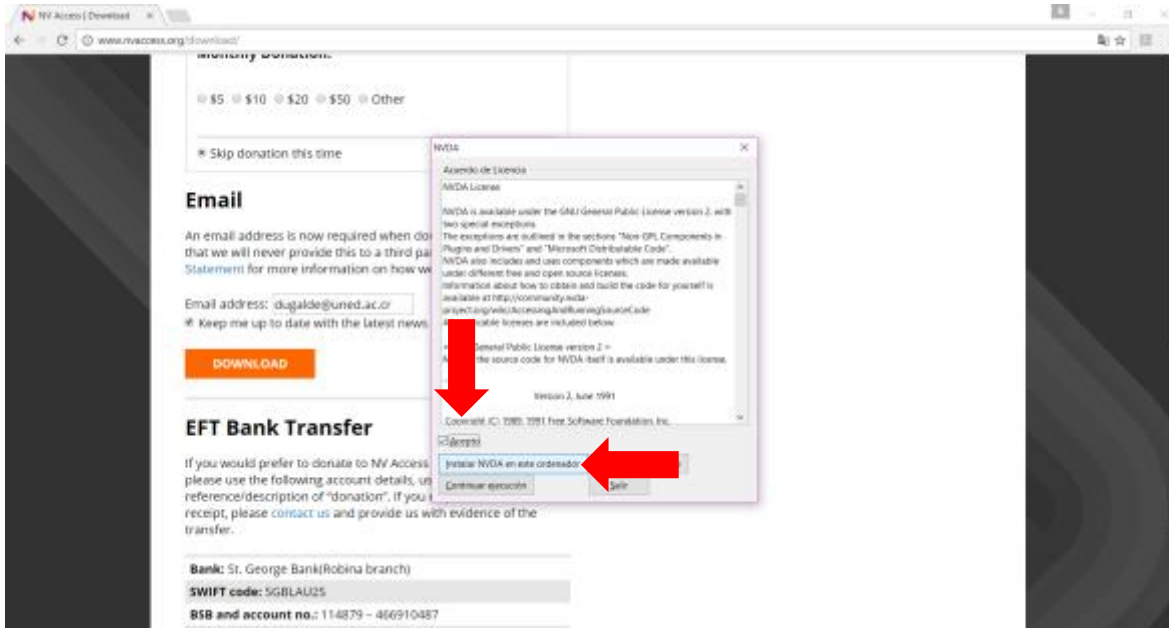 NV Access | Download
www.nvaccess.org/download/
Monthly Donation:
$5 $10 $20 $50 Other
Skip donation this time
Email
An email address is now required when do
that we will never provide this to a third pa
Statement for more information on how we
Email address: dugalde@uned.ac.cr
Keep me up to date with the latest news
DOWNLOAD
EFT Bank Transfer
If you would prefer to donate to NV Access
please use the following account details, us
reference/description of "donation". If you
receipt, please contact us and provide us with evidence of the
transfer.
Bank: St. George Bank(Robina branch)
SWIFT code: SGBLAU2S
BSB and account no.: 114879 – 466910487
NVDA
Acuerdo de Licencia
NVDA License
NVDA is available under the GNU General Public License version 2, with
two special exceptions.
The exceptions are outlined in the sections "Non-GPL Components in
Plugins and Drivers" and "Microsoft Distributable Code".
NVDA also includes and uses components which are made available
under different free and open source licenses.
Information about how to obtain and build the code for yourself is
available at http://community.nvda-
project.org/wiki/AccessingAndRunningSourceCode
licenses are included below.
General Public License version 2 =
the source code for NVDA itself is available under this license.
Version 2, June 1991
Copyright (C) 1989, 1991 Free Software Foundation, Inc.
Acepto
Instalar NVDA en este ordenador
Continuar ejecución Salir